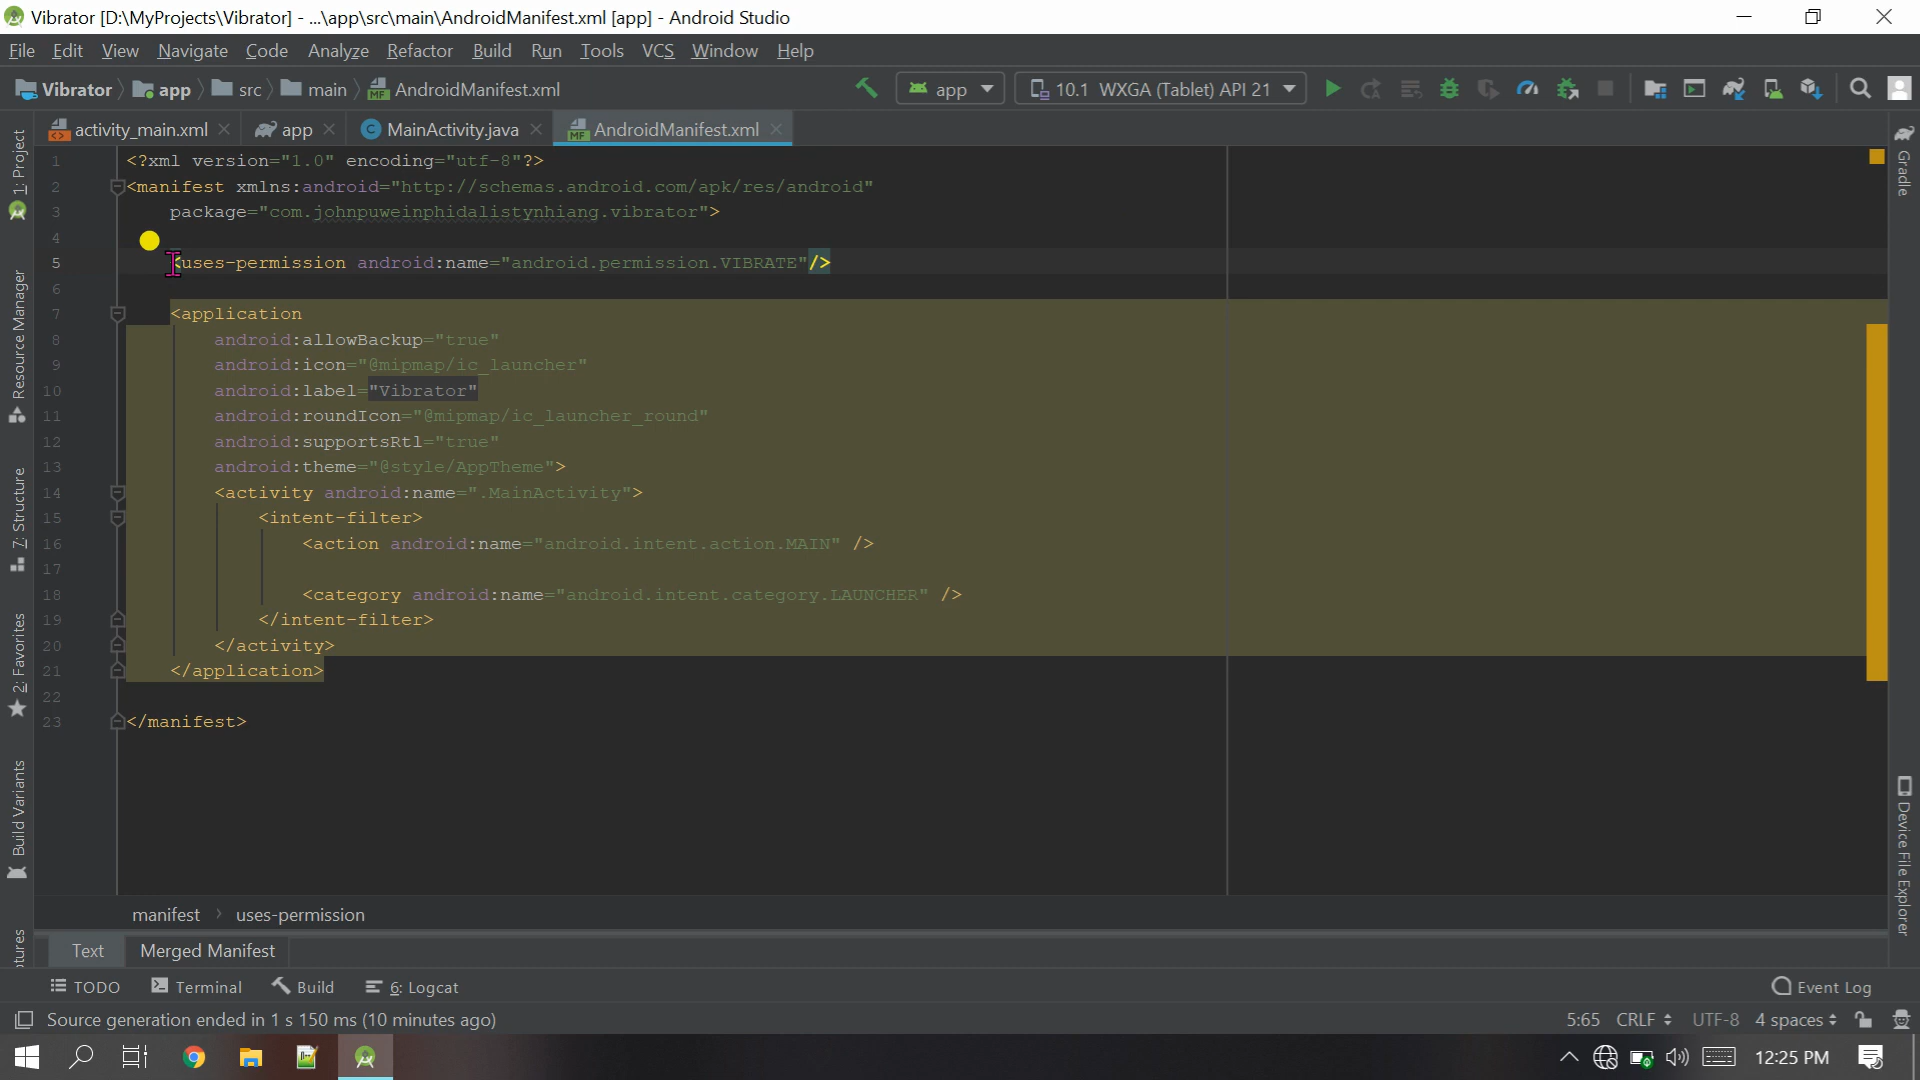 Vibrator [D:\MyProjects\Vibrator] - ...\app\src\main\AndroidManifest.xml [app] - Android Studio
File Edit View Navigate Code Analyze Refactor Build Run Tools VCS Window Help
Vibrator app src main AndroidManifest.xml app 10.1 WXGA (Tablet) API 21
activity_main.xml app MainActivity.java AndroidManifest.xml
1 <?xml version="1.0" encoding="utf-8"?>
2 <manifest xmlns:android="http://schemas.android.com/apk/res/android"
3 package="com.johnpuweinphidalistynhiang.vibrator">
4
5 <uses-permission android:name="android.permission.VIBRATE"/>
6
7 <application
8 android:allowBackup="true"
9 android:icon="@mipmap/ic_launcher"
10 android:label="Vibrator"
11 android:roundIcon="@mipmap/ic_launcher_round"
12 android:supportsRtl="true"
13 android:theme="@style/AppTheme">
14 <activity android:name=".MainActivity">
15 <intent-filter>
16 <action android:name="android.intent.action.MAIN" />
17
18 <category android:name="android.intent.category.LAUNCHER" />
19 </intent-filter>
20 </activity>
21 </application>
22
23 </manifest>
1: Project
Resource Manager
7: Structure
2: Favorites
Build Variants
Gradle
Device File Explorer
manifest uses-permission
Text Merged Manifest
TODO Terminal Build 6: Logcat Event Log
Source generation ended in 1 s 150 ms (10 minutes ago) 5:65 CRLF UTF-8 4 spaces
12:25 PM